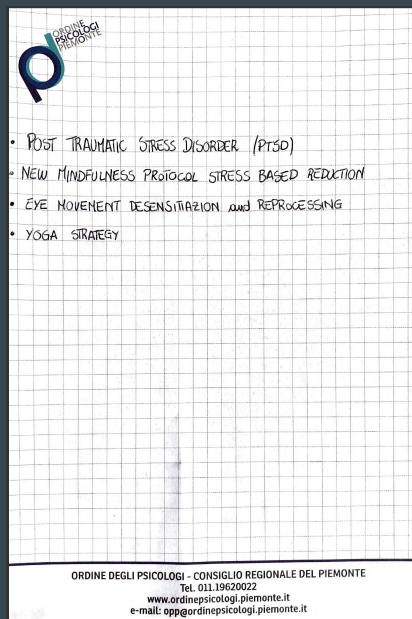 ORDINE
PSICOLOGI
PIEMONTE
• POST TRAUMATIC STRESS DISORDER (PTSD)
• NEW MINDFULNESS PROTOCOL STRESS BASED REDUCTION
• EYE MOVEMENT DESENSITIAZION and REPROCESSING
• YOGA STRATEGY
ORDINE DEGLI PSICOLOGI - CONSIGLIO REGIONALE DEL PIEMONTE
Tel. 011.19620022
www.ordinepsicologi.piemonte.it
e-mail: opp@ordinepsicologi.piemonte.it